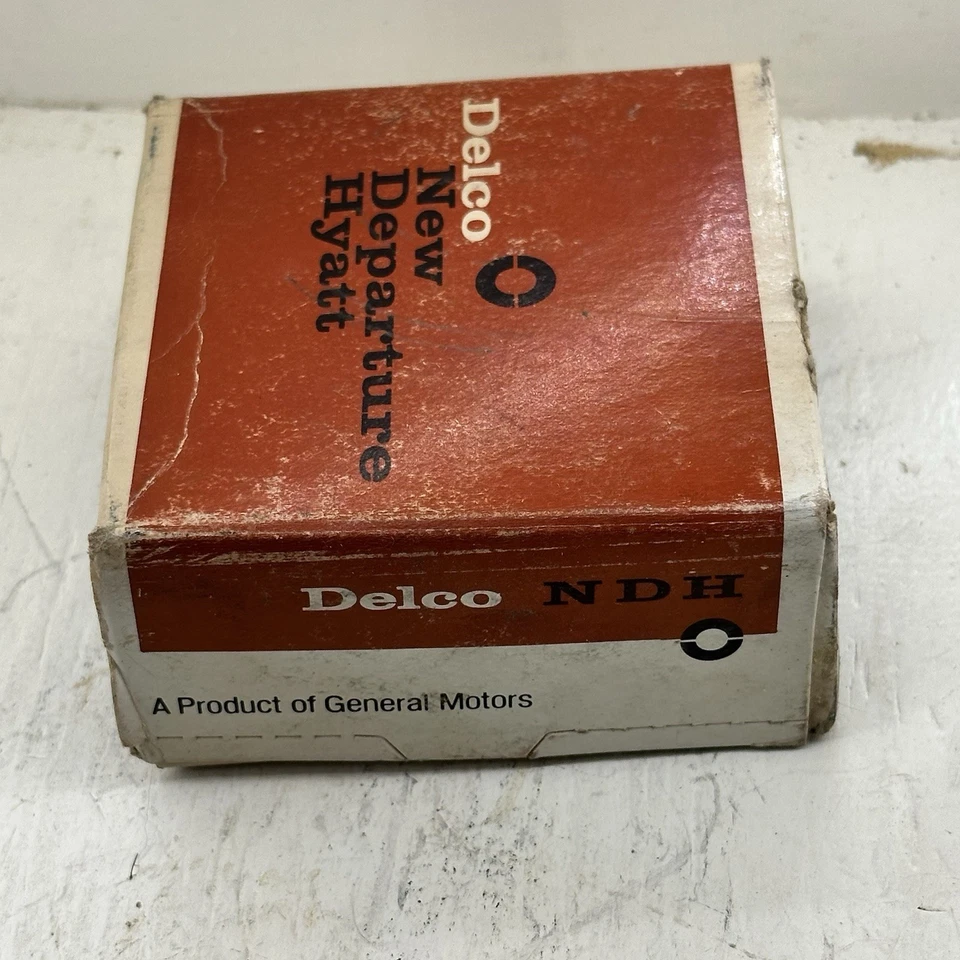 Delco
New
Departure
Hyatt
Delco NDH
A Product of General Motors